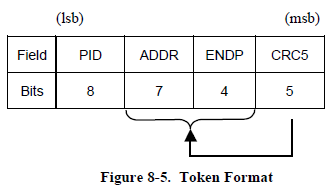 (lsb) (msb)
Field PID ADDR ENDP CRC5
Bits 8 7 4 5
Figure 8-5. Token Format